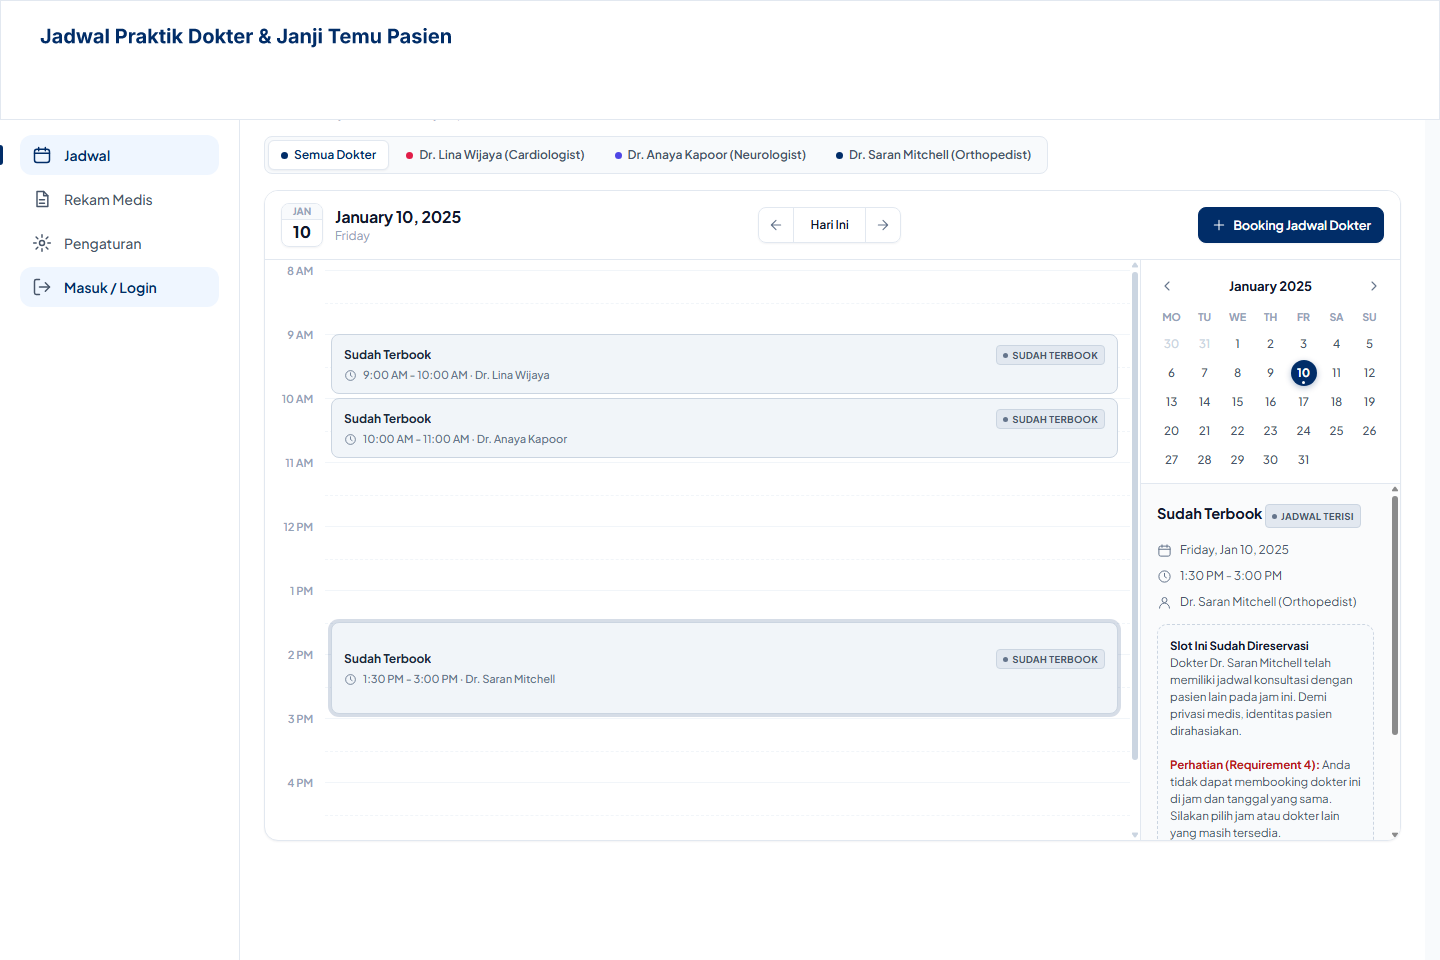 Jadwal Praktik Dokter & Janji Temu Pasien
Jadwal
Rekam Medis
Pengaturan
Masuk / Login
Semua Dokter
Dr. Lina Wijaya (Cardiologist)
Dr. Anaya Kapoor (Neurologist)
Dr. Saran Mitchell (Orthopedist)
JAN
10
January 10, 2025
Friday
Hari Ini
Booking Jadwal Dokter
8 AM
9 AM
Sudah Terbook
SUDAH TERBOOK
9:00 AM - 10:00 AM · Dr. Lina Wijaya
10 AM
Sudah Terbook
SUDAH TERBOOK
10:00 AM - 11:00 AM · Dr. Anaya Kapoor
11 AM
12 PM
1 PM
2 PM
Sudah Terbook
SUDAH TERBOOK
1:30 PM - 3:00 PM · Dr. Saran Mitchell
3 PM
4 PM
January 2025
MO TU WE TH FR SA SU
30 31 1 2 3 4 5
6 7 8 9 10 11 12
13 14 15 16 17 18 19
20 21 22 23 24 25 26
27 28 29 30 31
Sudah Terbook
JADWAL TERISI
Friday, Jan 10, 2025
1:30 PM - 3:00 PM
Dr. Saran Mitchell (Orthopedist)
Slot Ini Sudah Direservasi
Dokter Dr. Saran Mitchell telah
memiliki jadwal konsultasi dengan
pasien lain pada jam ini. Demi
privasi medis, identitas pasien
dirahasiakan.
Perhatian (Requirement 4): Anda
tidak dapat membooking dokter ini
di jam dan tanggal yang sama.
Silakan pilih jam atau dokter lain
yang masih tersedia.